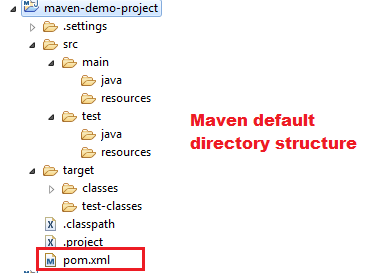 maven-demo-project
.settings
src
main
java
resources
test
java
resources
Maven default
directory structure
target
classes
test-classes
.classpath
.project
pom.xml